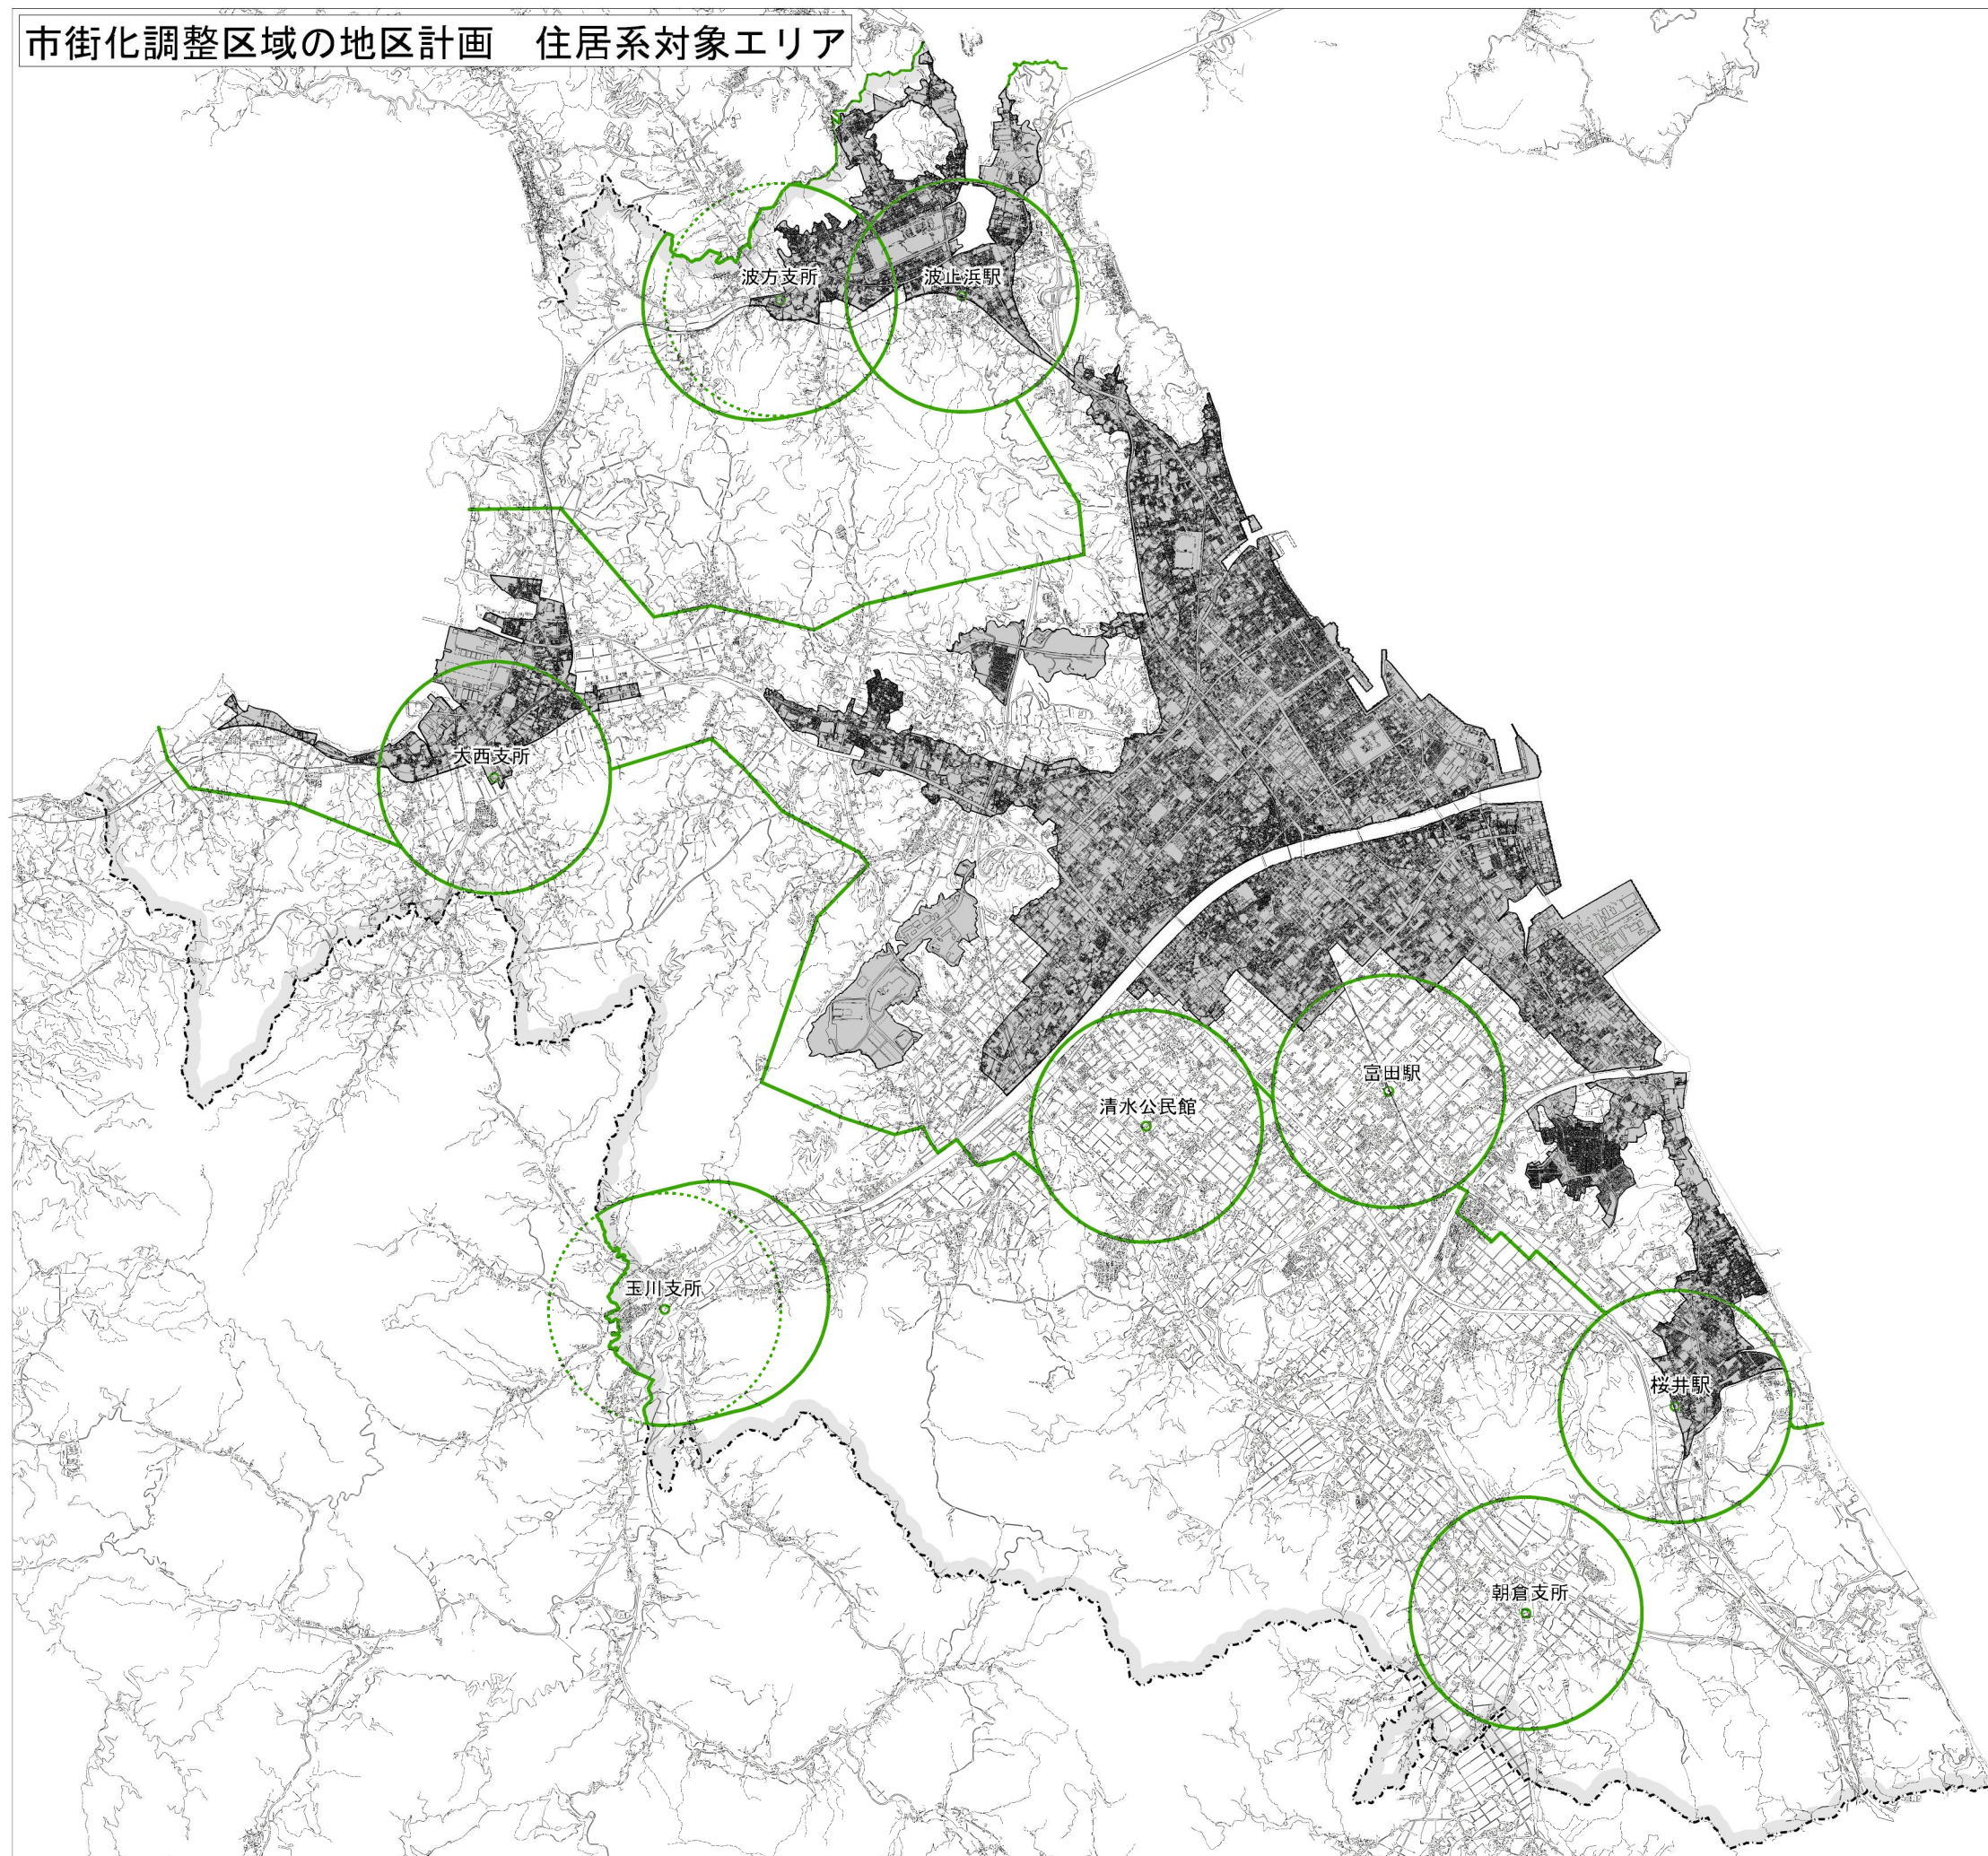 市街化調整区域の地区計画　住居系対象エリア
波方支所
波止浜駅
大西支所
富田駅
清水公民館
玉川支所
桜井駅
朝倉支所